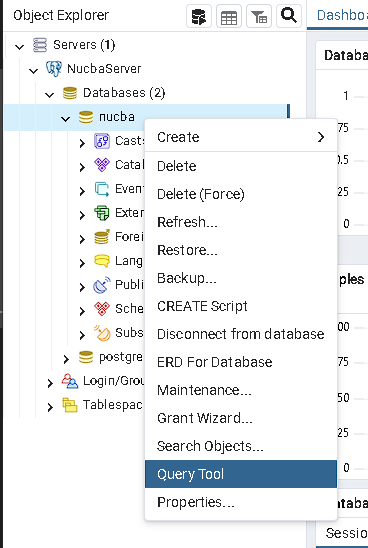 Object Explorer
Dashboa
Servers (1)
NucbaServer
Databases (2)
nucba
Casts
Catal
Event
Exter
Forei
Lang
Publi
Sche
Subs
postgre
Login/Grou
Tablespac
Create
Delete
Delete (Force)
Refresh...
Restore...
Backup...
CREATE Script
Disconnect from database
ERD For Database
Maintenance...
Grant Wizard...
Search Objects...
Query Tool
Properties...
Databa
1
75
0.5
25
0
ples
00
75
50
25
0
taba
Session